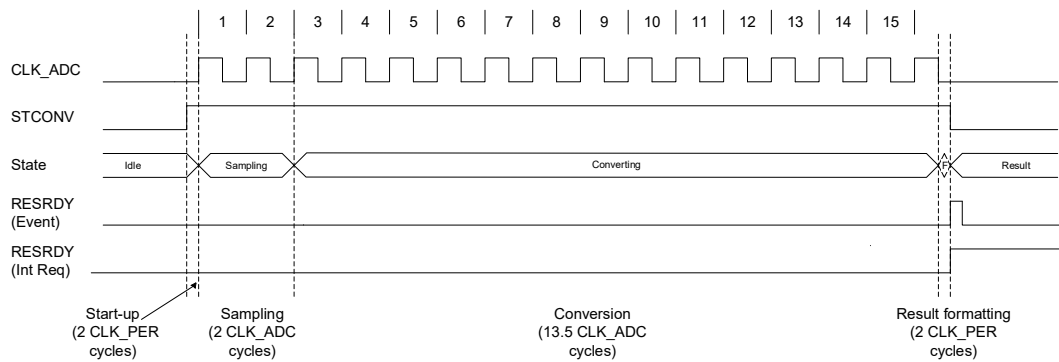 1 2 3 4 5 6 7 8 9 10 11 12 13 14 15
CLK_ADC
STCONV
State Idle Sampling Converting F Result
RESRDY
(Event)
RESRDY
(Int Req)
Start-up
(2 CLK_PER
cycles)
Sampling
(2 CLK_ADC
cycles)
Conversion
(13.5 CLK_ADC
cycles)
Result formatting
(2 CLK_PER
cycles)